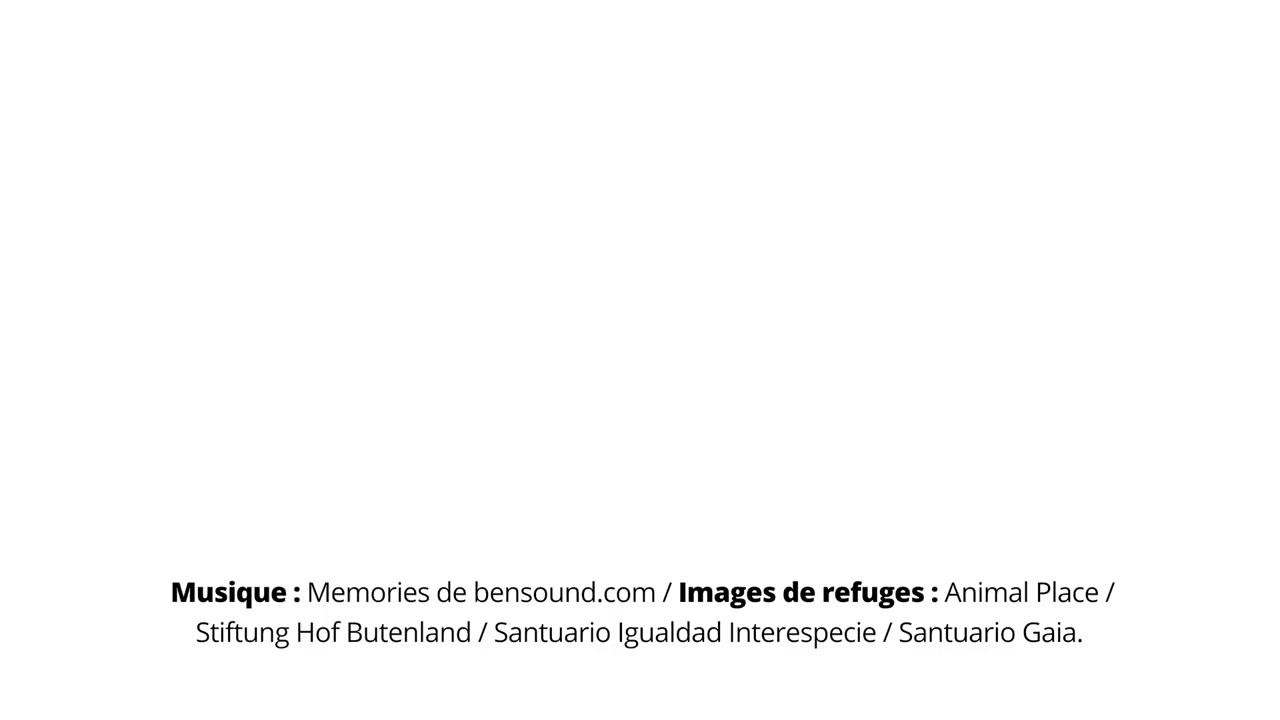 Musique : Memories de bensound.com / Images de refuges : Animal Place /
Stiftung Hof Butenland / Santuario Igualdad Interespecie / Santuario Gaia.